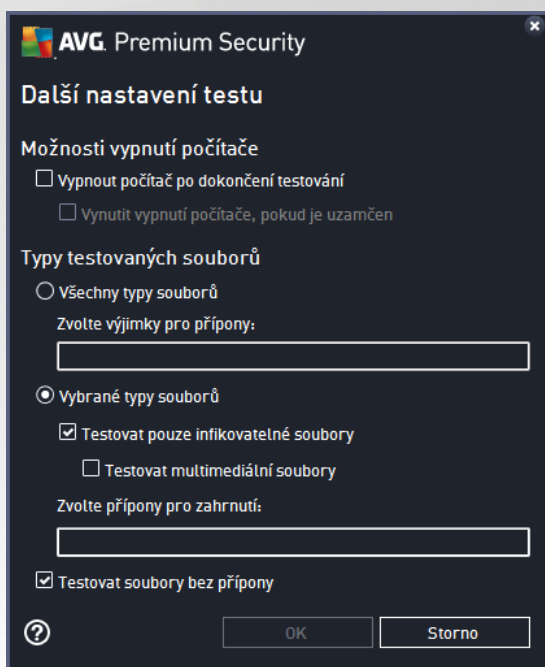 AVG. Premium Security
Další nastavení testu
Možnosti vypnutí počítače
Vypnout počítač po dokončení testování
Vynutit vypnutí počítače, pokud je uzamčen
Typy testovaných souborů
Všechny typy souborů
Zvolte výjimky pro přípony:
Vybrané typy souborů
Testovat pouze infikovatelné soubory
Testovat multimediální soubory
Zvolte přípony pro zahrnutí:
Testovat soubory bez přípony
? OK Storno